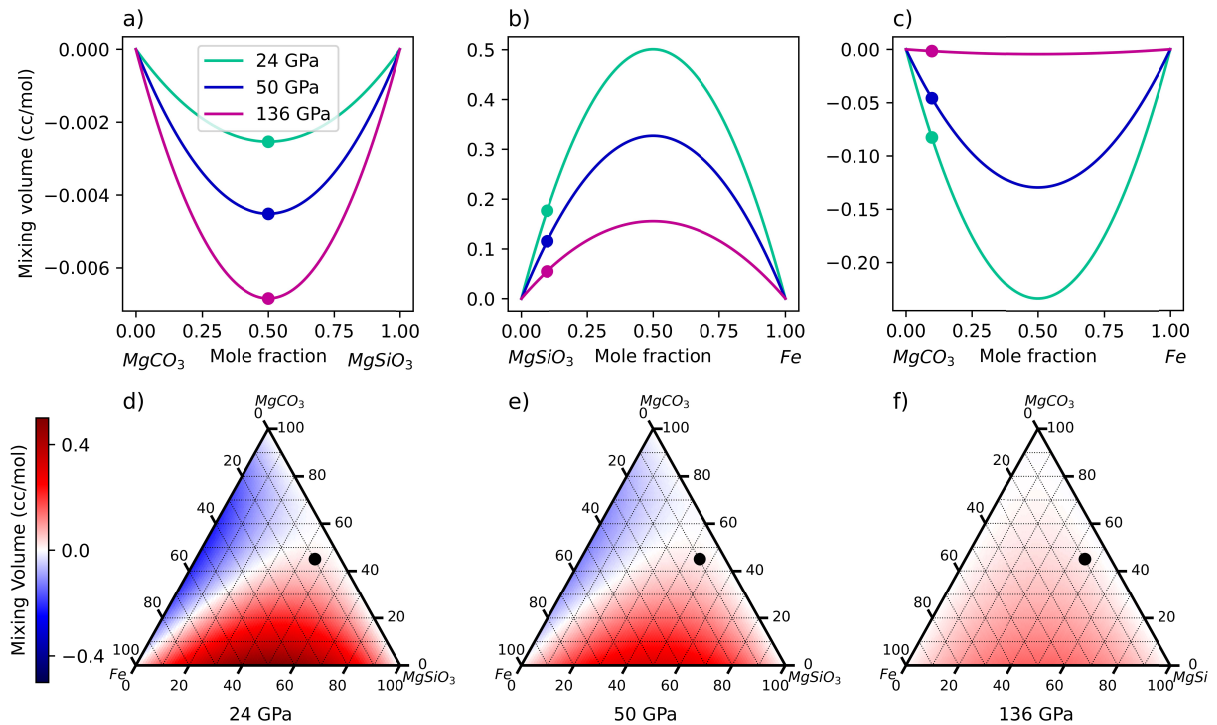 a)
b)
c)
Mixing volume (cc/mol)
0.000
−0.002
−0.004
−0.006
24 GPa
50 GPa
136 GPa
0.00 0.25 0.50 0.75 1.00
MgCO₃ Mole fraction MgSiO₃
0.5
0.4
0.3
0.2
0.1
0.0
0.00 0.25 0.50 0.75 1.00
MgSiO₃ Mole fraction Fe
0.00
−0.05
−0.10
−0.15
−0.20
0.00 0.25 0.50 0.75 1.00
MgCO₃ Mole fraction Fe
Mixing Volume (cc/mol)
0.4
0.0
−0.4
d)
MgCO₃
0 100
20 80
40 60
60 40
80 20
100 0
Fe 0 20 40 60 80 100 MgSiO₃
24 GPa
e)
MgCO₃
0 100
20 80
40 60
60 40
80 20
100 0
Fe 0 20 40 60 80 100 MgSiO₃
50 GPa
f)
MgCO₃
0 100
20 80
40 60
60 40
80 20
100 0
Fe 0 20 40 60 80 100 MgSi
136 GPa